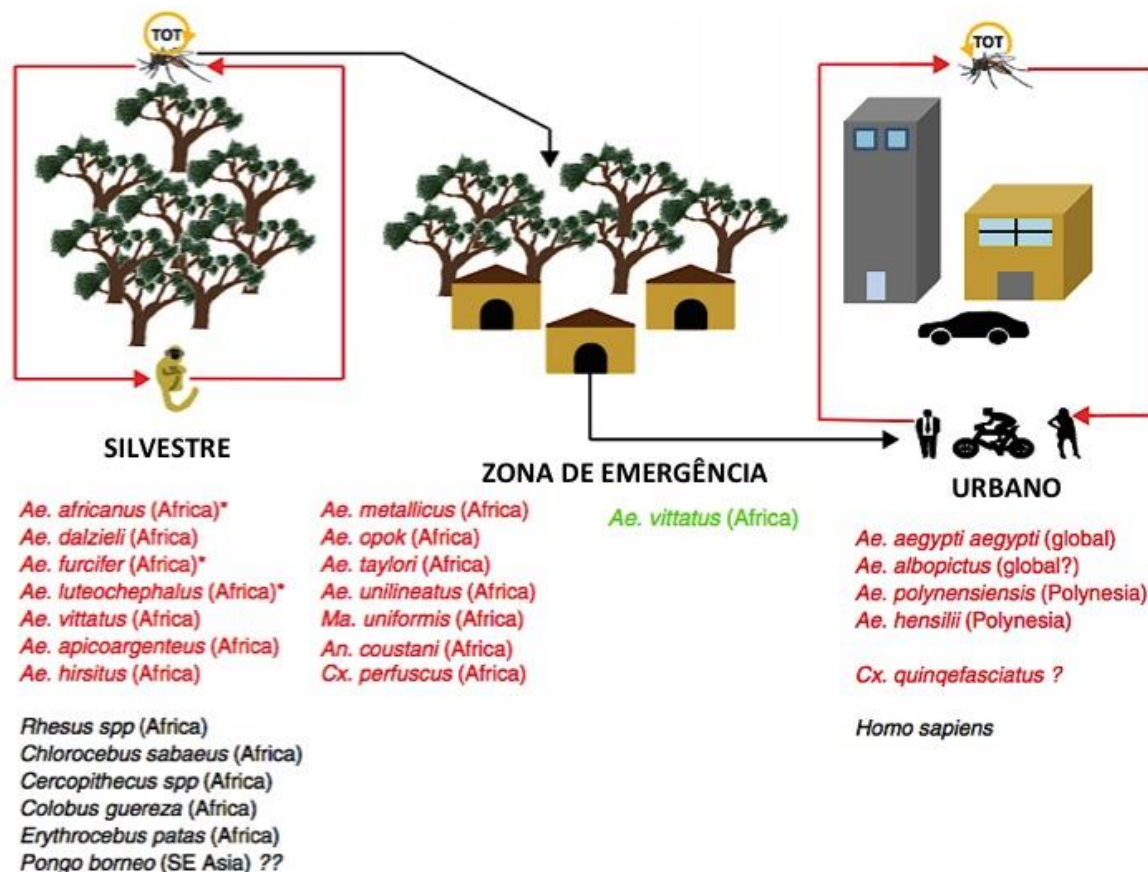 TOT
TOT
SILVESTRE
ZONA DE EMERGÊNCIA
URBANO
Ae. africanus (Africa)*
Ae. dalzieli (Africa)
Ae. furcifer (Africa)*
Ae. luteochephalus (Africa)*
Ae. vittatus (Africa)
Ae. apicoargenteus (Africa)
Ae. hirsitus (Africa)
Ae. metallicus (Africa)
Ae. opok (Africa)
Ae. taylori (Africa)
Ae. unilineatus (Africa)
Ma. uniformis (Africa)
An. coustani (Africa)
Cx. perfuscus (Africa)
Ae. vittatus (Africa)
Ae. aegypti aegypti (global)
Ae. albopictus (global?)
Ae. polynensiensis (Polynesia)
Ae. hensilii (Polynesia)
Cx. quinqefasciatus ?
Homo sapiens
Rhesus spp (Africa)
Chlorocebus sabaeus (Africa)
Cercopithecus spp (Africa)
Colobus guereza (Africa)
Erythrocebus patas (Africa)
Pongo borneo (SE Asia) ??